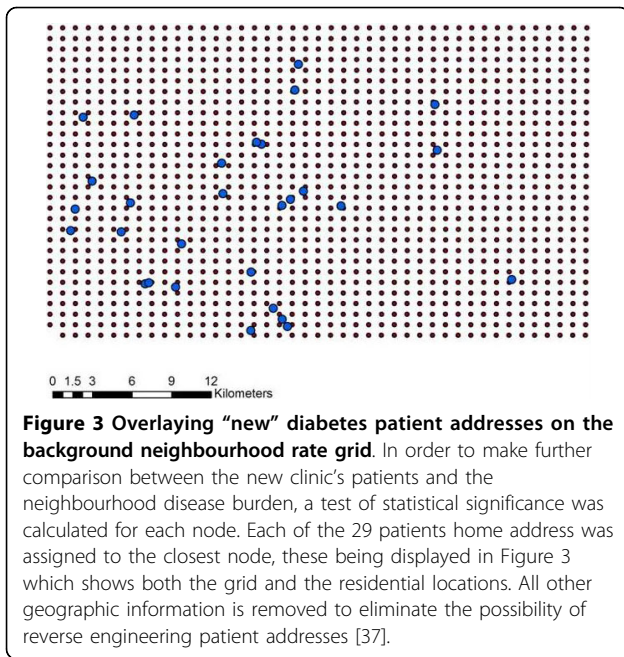 0 1.5 3 6 9 12
Kilometers
Figure 3 Overlaying “new” diabetes patient addresses on the
background neighbourhood rate grid. In order to make further
comparison between the new clinic's patients and the
neighbourhood disease burden, a test of statistical significance was
calculated for each node. Each of the 29 patients home address was
assigned to the closest node, these being displayed in Figure 3
which shows both the grid and the residential locations. All other
geographic information is removed to eliminate the possibility of
reverse engineering patient addresses [37].